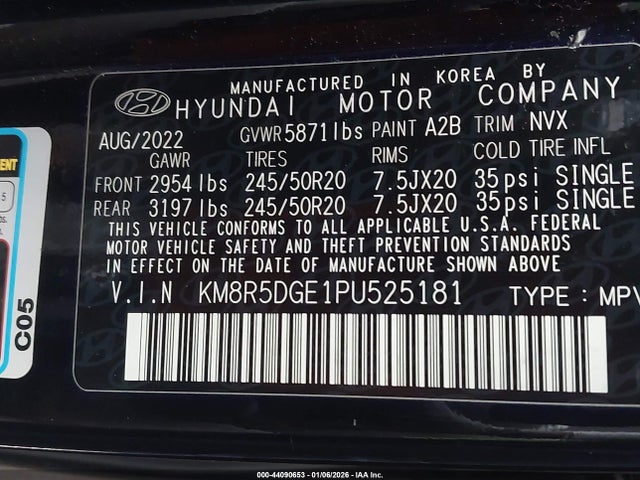 MANUFACTURED IN KOREA BY
HYUNDAI MOTOR COMPANY
AUG/2022 GVWR 5871 lbs PAINT A2B TRIM NVX
GAWR TIRES RIMS COLD TIRE INFL
FRONT 2954 lbs 245/50R20 7.5JX20 35psi SINGLE
REAR 3197 lbs 245/50R20 7.5JX20 35psi SINGLE
THIS VEHICLE CONFORMS TO ALL APPLICABLE U.S.A. FEDERAL
MOTOR VEHICLE SAFETY AND THEFT PREVENTION STANDARDS
IN EFFECT ON THE DATE OF MANUFACTURE SHOWN ABOVE.
V.I.N KM8R5DGE1PU525181 TYPE : MPV
C05
5
000-44090653 - 01/06/2026 - IAA Inc.